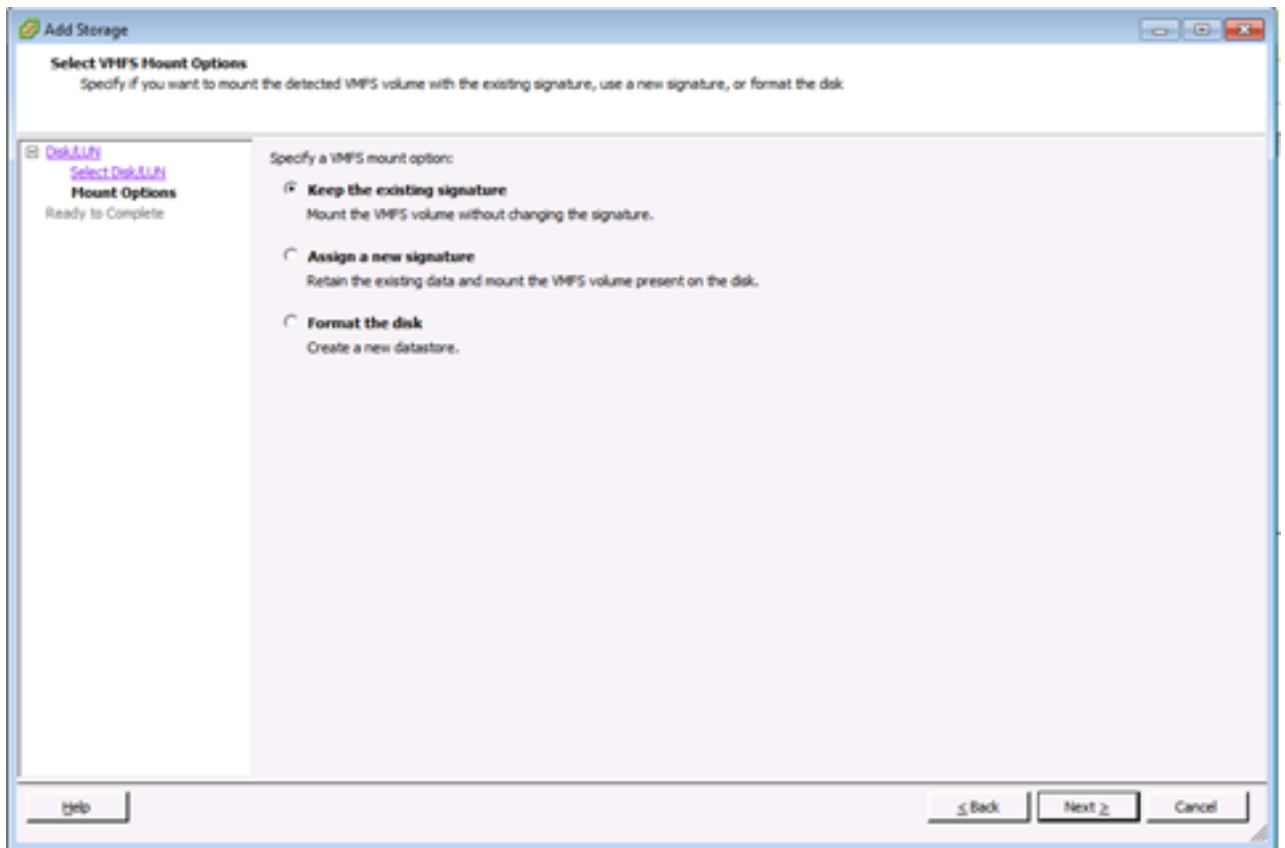 Add Storage
Select VMFS Mount Options
Specify if you want to mount the detected VMFS volume with the existing signature, use a new signature, or format the disk
Disk/LUN
Select Disk/LUN
Mount Options
Ready to Complete
Specify a VMFS mount option:
Keep the existing signature
Mount the VMFS volume without changing the signature.
Assign a new signature
Retain the existing data and mount the VMFS volume present on the disk.
Format the disk
Create a new datastore.
Help
≤ Back
Next ≥
Cancel